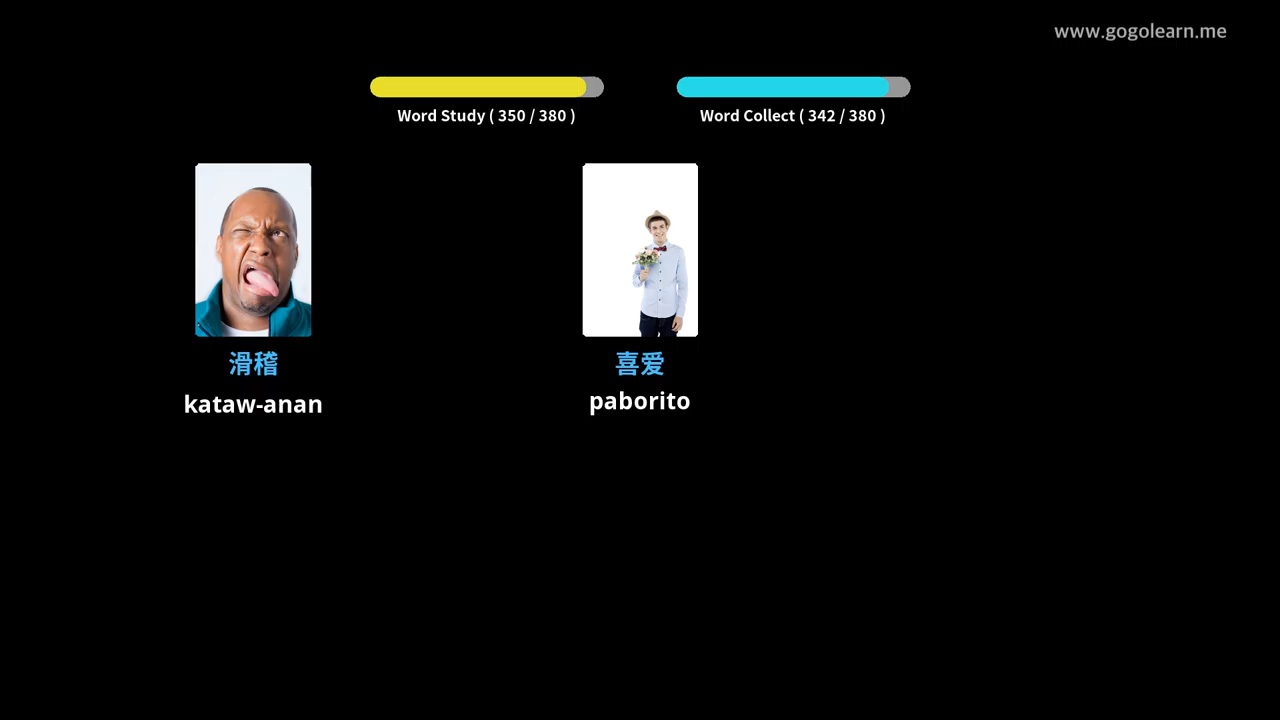 www.gogolearn.me
Word Study ( 350 / 380 )
Word Collect ( 342 / 380 )
滑稽
kataw-anan
喜爱
paborito